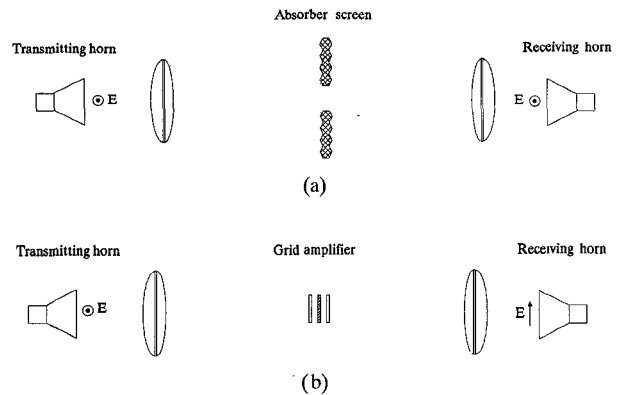 Absorber screen
Transmitting horn
Receiving horn
E
E
(a)
Transmitting horn
Grid amplifier
Receiving horn
E
E
(b)